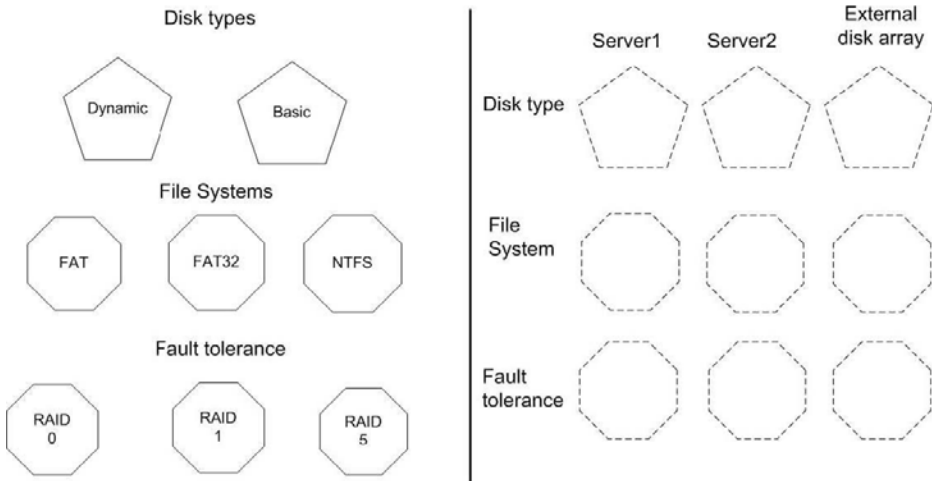 Disk types
Dynamic
Basic
File Systems
FAT
FAT32
NTFS
Fault tolerance
RAID
0
RAID
1
RAID
5
Server1
Server2
External
disk array
Disk type
File
System
Fault
tolerance